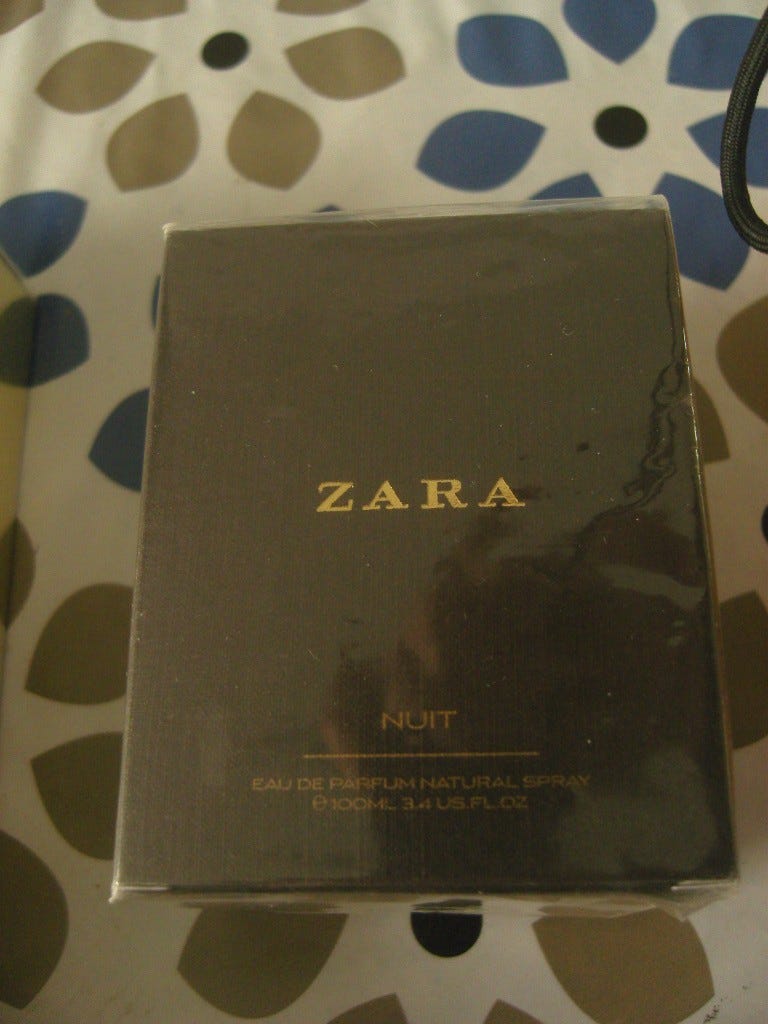 ZARA
NUIT
EAU DE PARFUM NATURAL SPRAY
℮100ML 3.4 US.FL.OZ